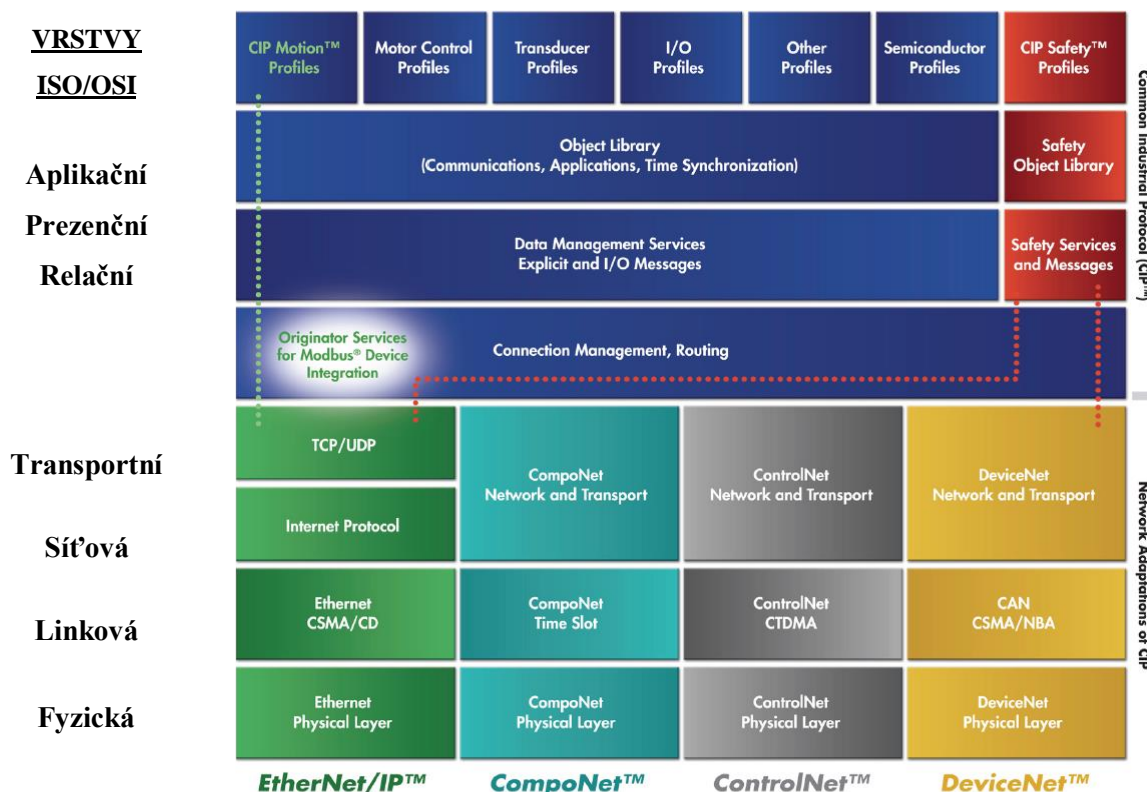 VRSTVY
ISO/OSI
Aplikační
Prezenční
Relační
Transportní
Síťová
Linková
Fyzická
CIP Motion™
Profiles
Motor Control
Profiles
Transducer
Profiles
I/O
Profiles
Other
Profiles
Semiconductor
Profiles
CIP Safety™
Profiles
Object Library
(Communications, Applications, Time Synchronization)
Safety
Object Library
Data Management Services
Explicit and I/O Messages
Safety Services
and Messages
Originator Services
for Modbus® Device
Integration
Connection Management, Routing
Common Industrial Protocol (CIP™)
TCP/UDP
Internet Protocol
CompoNet
Network and Transport
ControlNet
Network and Transport
DeviceNet
Network and Transport
Ethernet
CSMA/CD
CompoNet
Time Slot
ControlNet
CTDMA
CAN
CSMA/NBA
Ethernet
Physical Layer
CompoNet
Physical Layer
ControlNet
Physical Layer
DeviceNet
Physical Layer
Network Adaptations of CIP
EtherNet/IP™
CompoNet™
ControlNet™
DeviceNet™